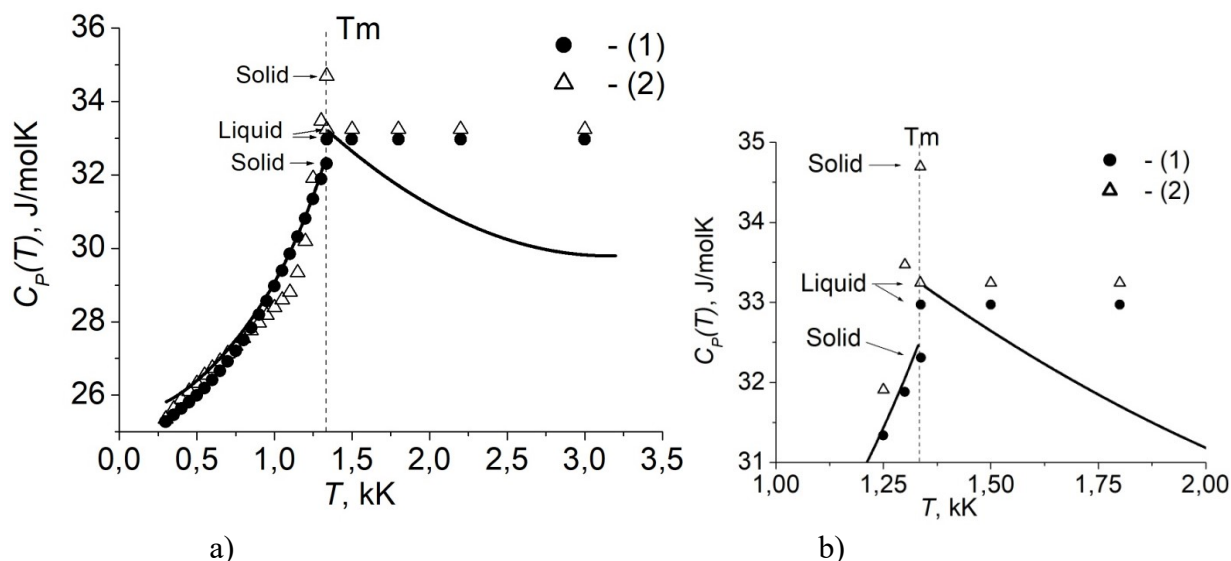 36
34
32
30
28
26
C_P(T), J/molK
Tm
Solid
Liquid
Solid
- (1)
- (2)
0,0 0,5 1,0 1,5 2,0 2,5 3,0 3,5
T, kK
a)
35
34
33
32
31
C_P(T), J/molK
Tm
Solid
Liquid
Solid
- (1)
- (2)
1,00 1,25 1,50 1,75 2,00
T, kK
b)